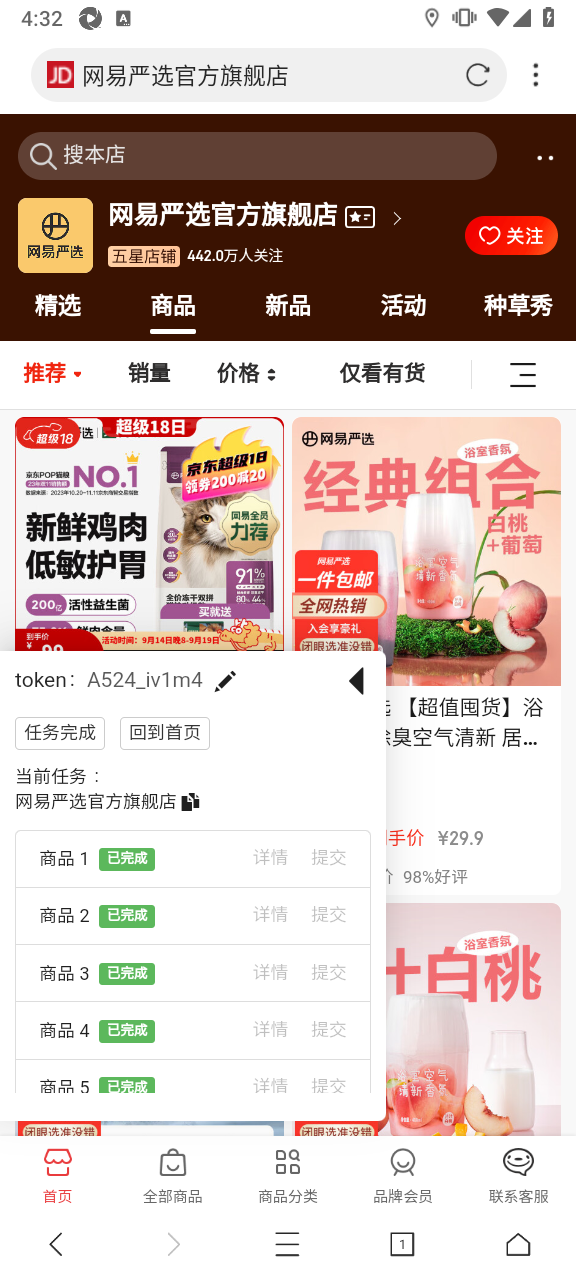 4:32
A
JD 网易严选官方旗舰店
搜本店
网易严选
网易严选官方旗舰店
五星店铺 442.0万人关注
关注
精选 商品 新品 活动 种草秀
推荐 销量 价格 仅看有货
超级18
超级18日
京东POP猫粮
NO.1
京东超级18日
领券200减20
新鲜鸡肉
低敏护胃
网易全员
力荐
200亿 活性益生菌
91%
全价冻干双拼
买就送
到手价
活动时间：9月14日晚8-9月19日
网易严选
浴室香氛
经典组合
白桃
+葡萄
网易严选
一件包邮
全网热销
入会享豪礼
闭眼选准没错
【超值囤货】浴
除臭空气清新 居...
手价 ¥29.9
98%好评
token： A524_iv1m4
任务完成 回到首页
当前任务：
网易严选官方旗舰店
商品 1 已完成 详情 提交
商品 2 已完成 详情 提交
商品 3 已完成 详情 提交
商品 4 已完成 详情 提交
商品 5 已完成 详情 提交
浴室香氛
汁白桃
闭眼选准没错
闭眼选准没错
首页 全部商品 商品分类 品牌会员 联系客服
1